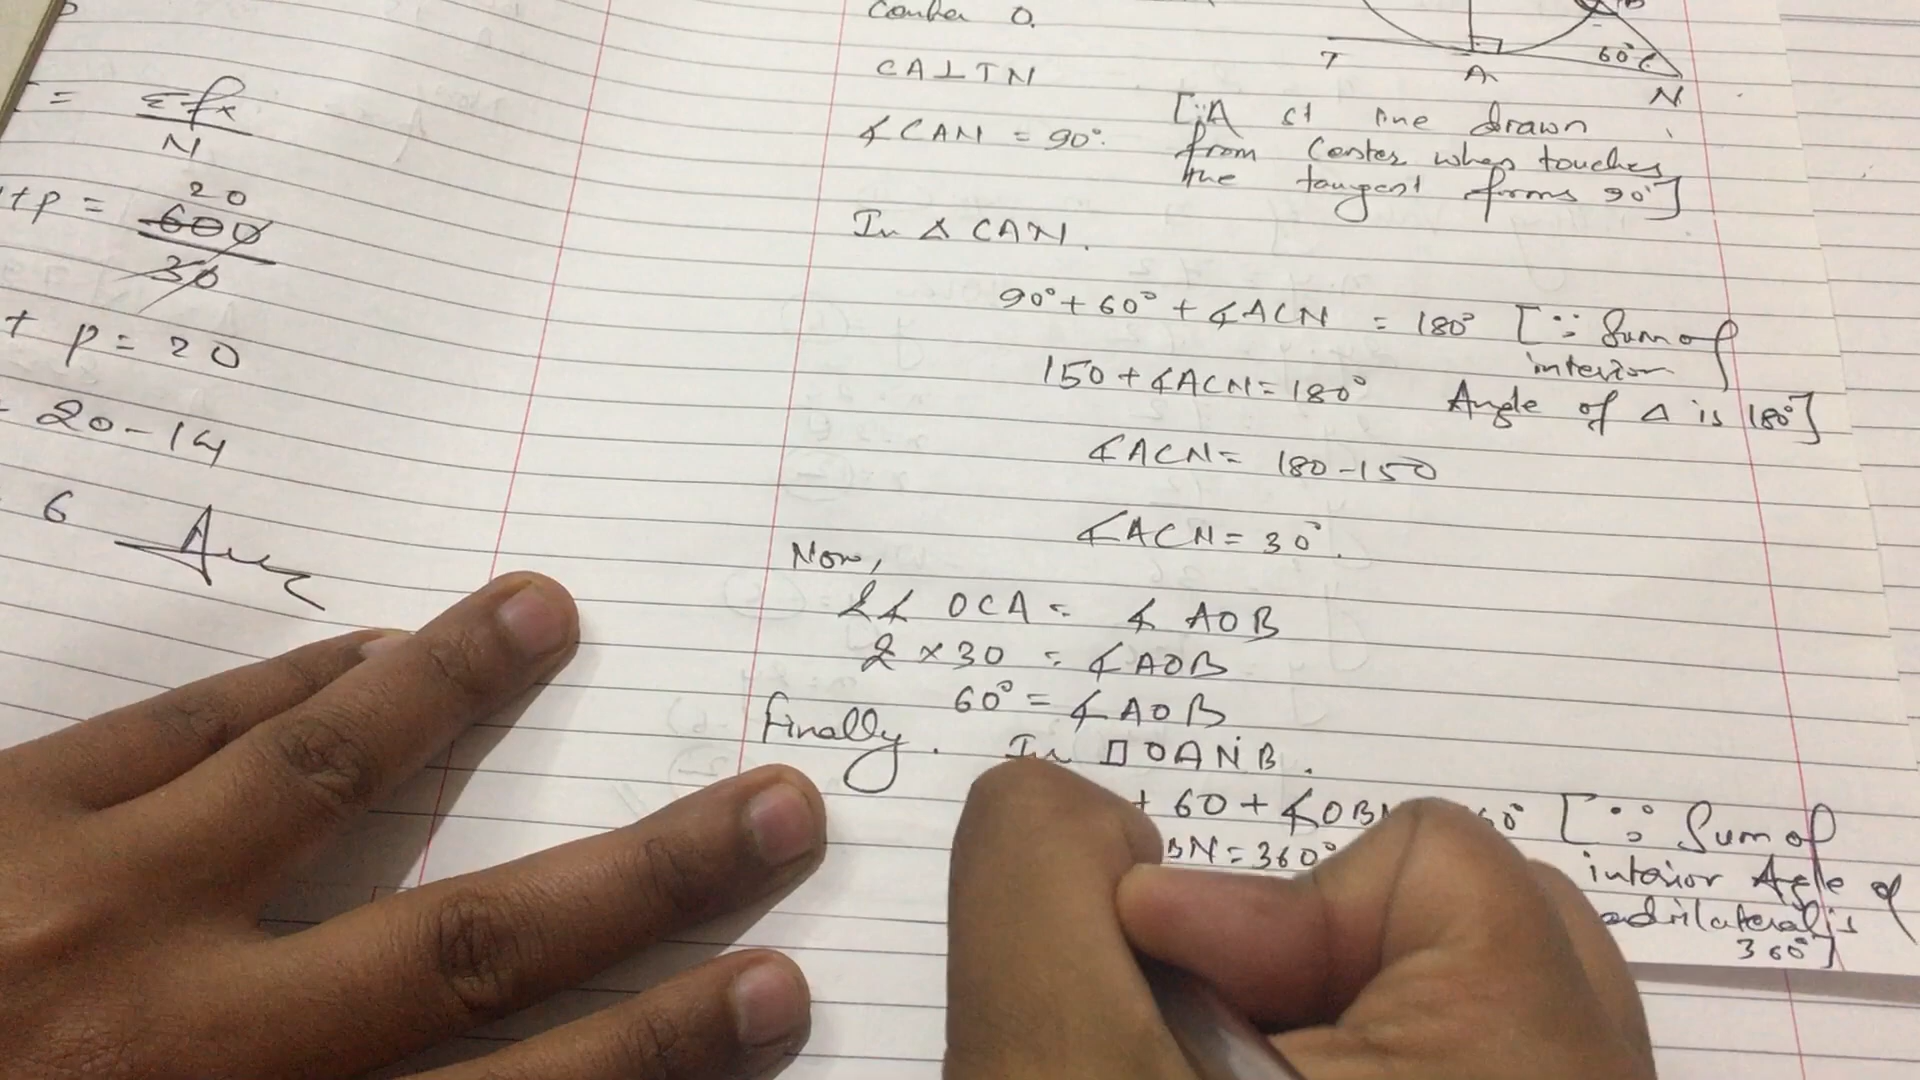 = Σfx
N
+p = 20
600
30
+ p = 20
20-14
6 Ans
O.
CA⊥TN
∡CAN = 90°.
T
A
60°
N
[∵A st line drawn
from Center when touches
the tangent forms 90°]
In △ CAN.
90°+60°+∡ACN = 180° [∵ Sum of
interior
150+∡ACN=180° Angle of △ is 180°]
∡ACN= 180-150
∡ACN= 30°.
Now,
2∡ OCA = ∡ AOB
2 × 30 = ∡AOB
60° = ∡AOB
Finally. In □OANB.
+ 60 + ∡OBN 60° [∵ Sum of
BN=360° interior Agle of
adrilateral is
360°]